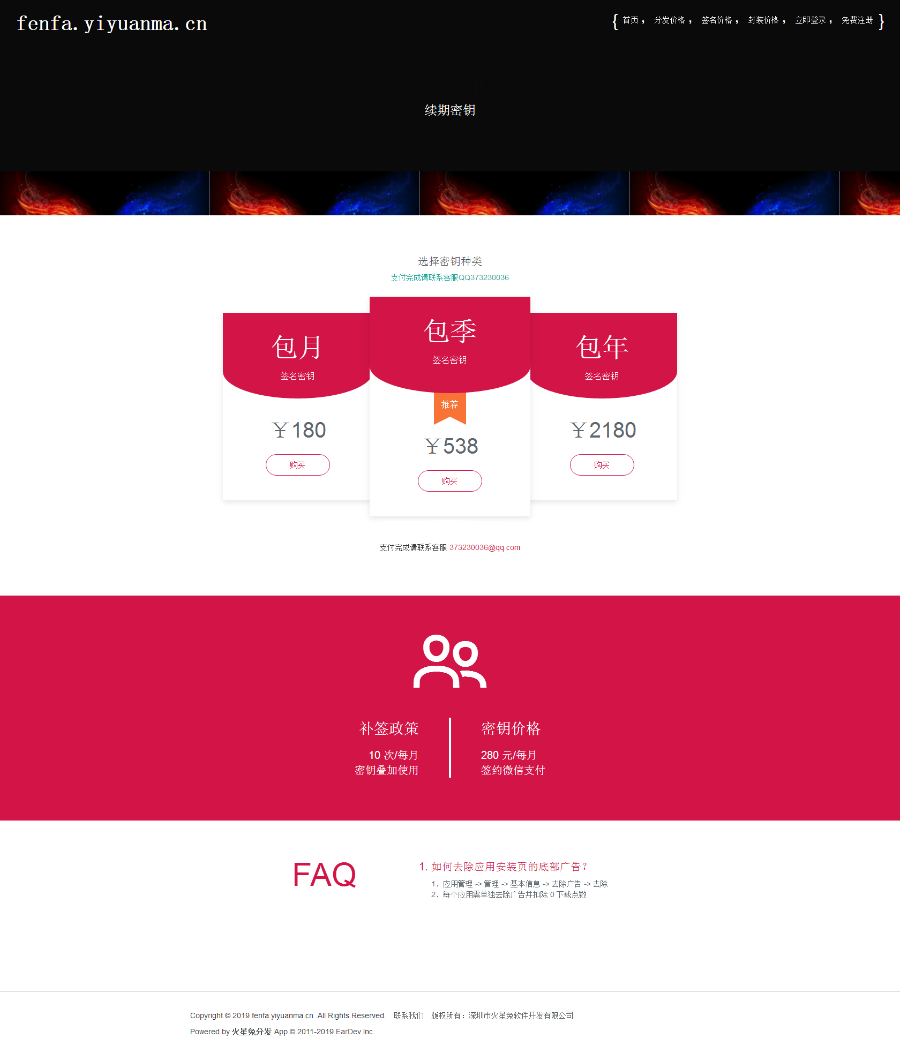 fenfa.yiyuanma.cn
{ 首页 , 分发价格 , 签名价格 , 封装价格 , 立即登录 , 免费注册 }
续期密钥
选择密钥种类
支付完成请联系客服QQ373230036
包月
签名密钥
¥180
购买
包季
签名密钥
推荐
¥538
购买
包年
签名密钥
¥2180
购买
支付完成请联系客服 373230036@qq.com
补签政策
10 次/每月
密钥叠加使用
密钥价格
280 元/每月
签约微信支付
FAQ
1. 如何去除应用安装页的底部广告?
1、应用管理 -> 管理 -> 基本信息 -> 去除广告 -> 去除
2、每个应用需单独去除广告并扣除 0 下载点数
Copyright © 2019 fenfa.yiyuanma.cn .All Rights Reserved 联系我们 版权所有:深圳市火星兔软件开发有限公司
Powered by 火星兔分发 App © 2011-2019 EarDev Inc